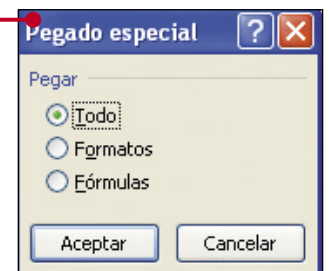 Pegado especial
Pegar
Todo
Formatos
Fórmulas
Aceptar Cancelar